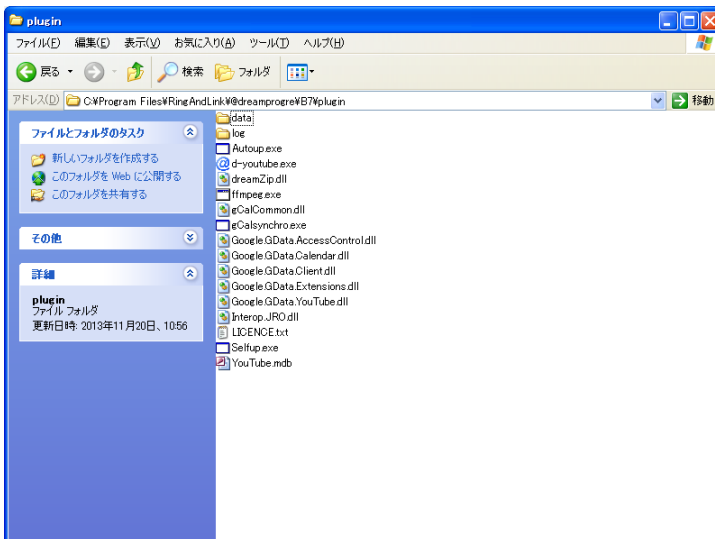 plugin
ファイル(F) 編集(E) 表示(V) お気に入り(A) ツール(T) ヘルプ(H)
戻る 検索 フォルダ
アドレス(D) C:¥Program Files¥RingAndLink¥@dreamprogre¥B7¥plugin 移動
ファイルとフォルダのタスク
新しいフォルダを作成する
このフォルダを Web に公開する
このフォルダを共有する
その他
詳細
plugin
ファイル フォルダ
更新日時: 2013年11月20日、10:56
data
log
Autoup.exe
d-youtube.exe
dreamZip.dll
ffmpeg.exe
gCalCommon.dll
gCalsynchro.exe
Google.GData.AccessControl.dll
Google.GData.Calendar.dll
Google.GData.Client.dll
Google.GData.Extensions.dll
Google.GData.YouTube.dll
Interop.JRO.dll
LICENCE.txt
Selfup.exe
YouTube.mdb